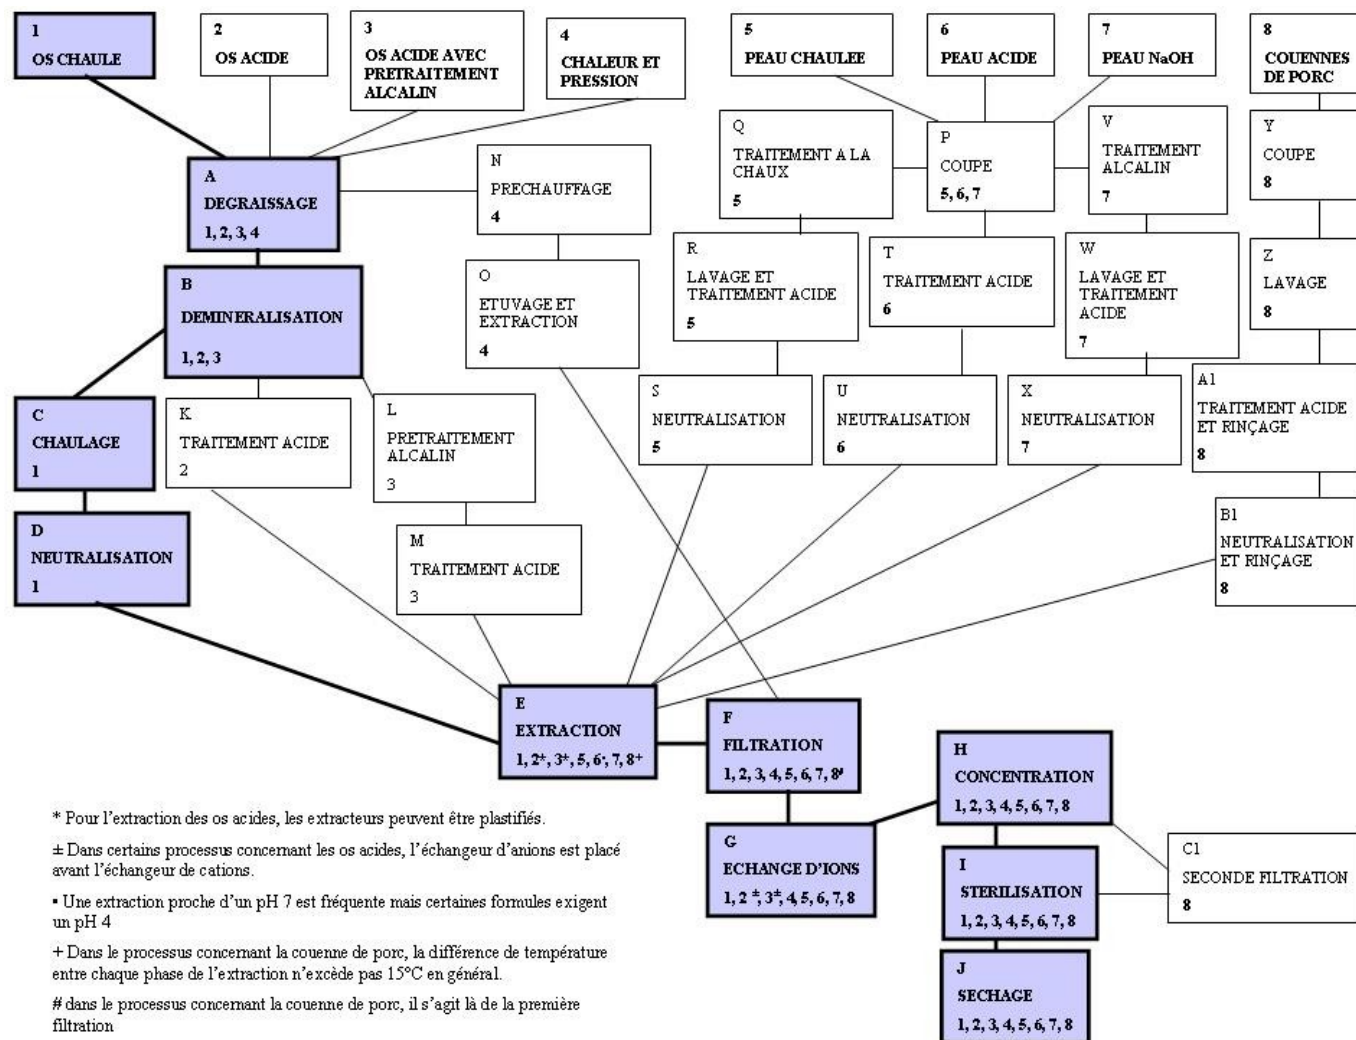 1
OS CHAULE
2
OS ACIDE
3
OS ACIDE AVEC
PRETRAITEMENT
ALCALIN
4
CHALEUR ET
PRESSION
5
PEAU CHAULEE
6
PEAU ACIDE
7
PEAU NaOH
8
COUENNES
DE PORC
A
DEGRAISSAGE
1, 2, 3, 4
N
PRECHAUFFAGE
4
Q
TRAITEMENT A LA
CHAUX
5
P
COUPE
5, 6, 7
V
TRAITEMENT
ALCALIN
7
Y
COUPE
8
B
DEMINERALISATION
1, 2, 3
O
ETUVAGE ET
EXTRACTION
4
R
LAVAGE ET
TRAITEMENT ACIDE
5
T
TRAITEMENT ACIDE
6
W
LAVAGE ET
TRAITEMENT
ACIDE
7
Z
LAVAGE
8
C
CHAULAGE
1
K
TRAITEMENT ACIDE
2
L
PRETRAITEMENT
ALCALIN
3
S
NEUTRALISATION
5
U
NEUTRALISATION
6
X
NEUTRALISATION
7
A1
TRAITEMENT ACIDE
ET RINÇAGE
8
D
NEUTRALISATION
1
M
TRAITEMENT ACIDE
3
B1
NEUTRALISATION
ET RINÇAGE
8
E
EXTRACTION
1, 2*, 3*, 5, 6▪, 7, 8+
F
FILTRATION
1, 2, 3, 4, 5, 6, 7, 8#
G
ECHANGE D'IONS
1, 2 ±, 3±, 4, 5, 6, 7, 8
H
CONCENTRATION
1, 2, 3, 4, 5, 6, 7, 8
I
STERILISATION
1, 2, 3, 4, 5, 6, 7, 8
C1
SECONDE FILTRATION
8
J
SECHAGE
1, 2, 3, 4, 5, 6, 7, 8
* Pour l'extraction des os acides, les extracteurs peuvent être plastifiés.
± Dans certains processus concernant les os acides, l'échangeur d'anions est placé
avant l'échangeur de cations.
▪ Une extraction proche d'un pH 7 est fréquente mais certaines formules exigent
un pH 4
+ Dans le processus concernant la couenne de porc, la différence de température
entre chaque phase de l'extraction n'excède pas 15°C en général.
# dans le processus concernant la couenne de porc, il s'agit là de la première
filtration